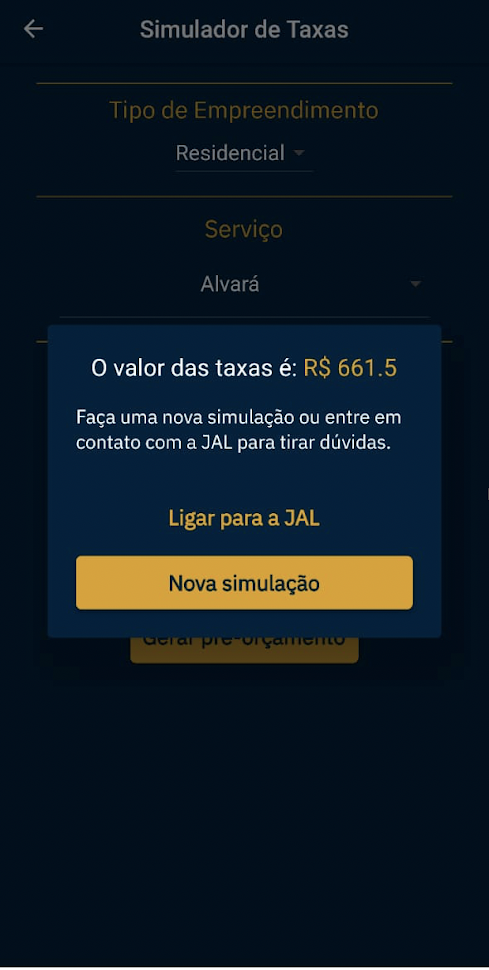 Simulador de Taxas
Tipo de Empreendimento
Residencial
Serviço
Alvará
O valor das taxas é: R$ 661.5
Faça uma nova simulação ou entre em
contato com a JAL para tirar dúvidas.
Ligar para a JAL
Nova simulação
Gerar pré-orçamento